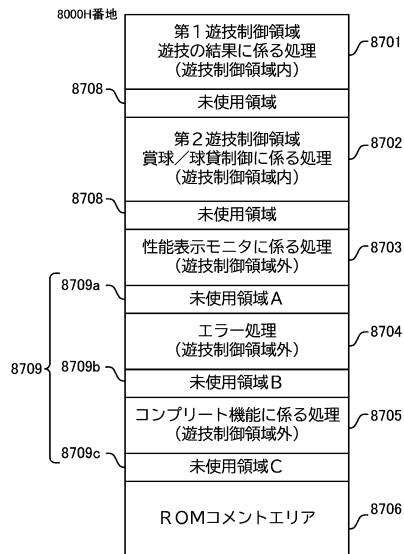 8000H番地
第1遊技制御領域
遊技の結果に係る処理
(遊技制御領域内)
8701
8708
未使用領域
第2遊技制御領域
賞球/球貸制御に係る処理
(遊技制御領域内)
8702
8708
未使用領域
性能表示モニタに係る処理
(遊技制御領域外)
8703
8709a
未使用領域A
エラー処理
(遊技制御領域外)
8704
8709
8709b
未使用領域B
コンプリート機能に係る処理
(遊技制御領域外)
8705
8709c
未使用領域C
ROMコメントエリア
8706